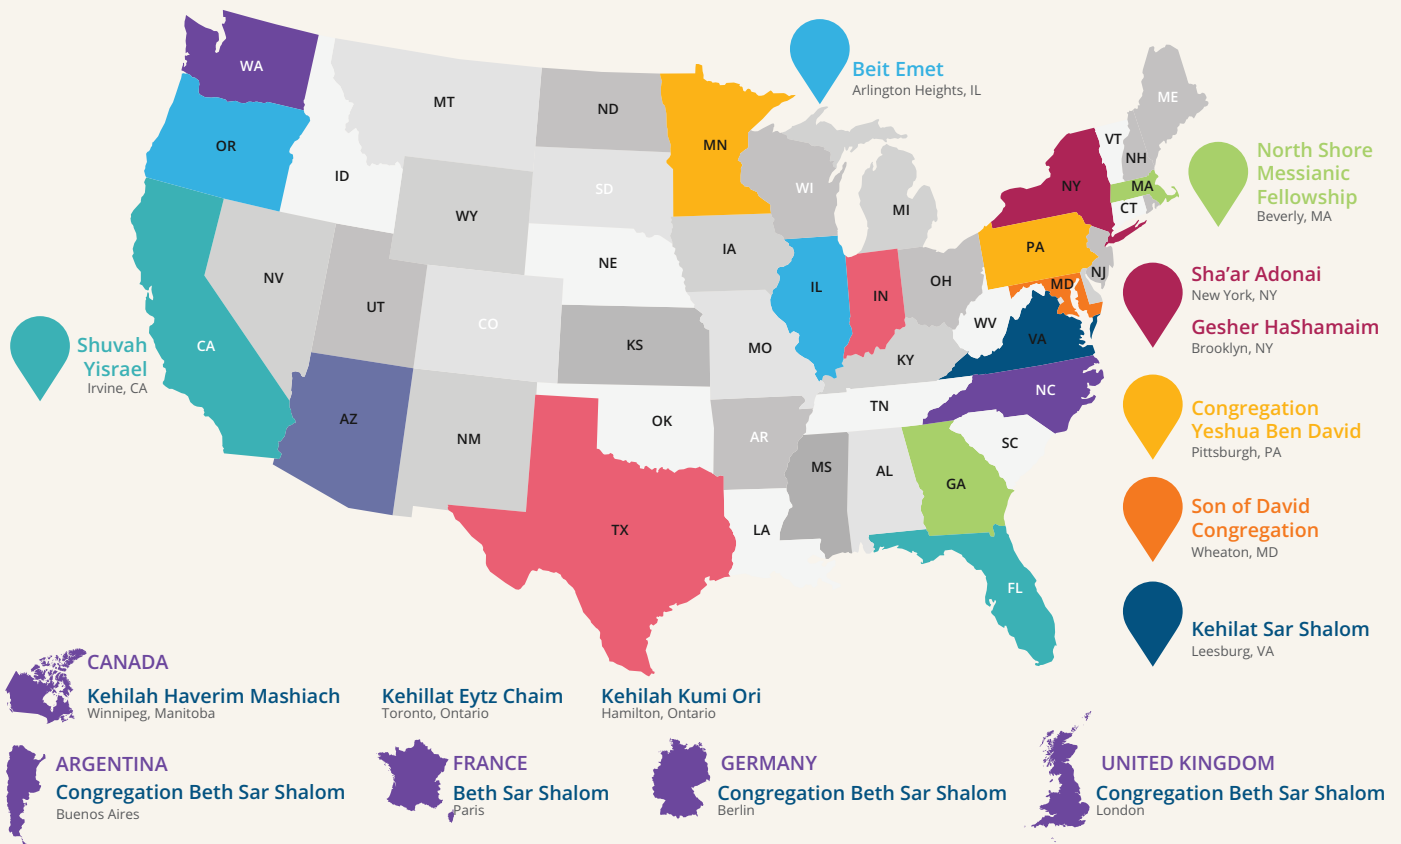 WA
MT
ND
MN
OR
ID
SD
WI
WY
MI
IA
NE
NV
UT
CO
IL
IN
OH
KS
MO
KY
WV
CA
AZ
NM
OK
AR
TN
MS
AL
GA
SC
NC
VA
TX
LA
FL
ME
VT
NH
NY
MA
CT
PA
NJ
MD
Beit Emet
Arlington Heights, IL
North Shore
Messianic
Fellowship
Beverly, MA
Sha’ar Adonai
New York, NY
Gesher HaShamaim
Brooklyn, NY
Shuvah
Yisrael
Irvine, CA
Congregation
Yeshua Ben David
Pittsburgh, PA
Son of David
Congregation
Wheaton, MD
Kehilat Sar Shalom
Leesburg, VA
CANADA
Kehilah Haverim Mashiach
Winnipeg, Manitoba
Kehillat Eytz Chaim
Toronto, Ontario
Kehilah Kumi Ori
Hamilton, Ontario
ARGENTINA
Congregation Beth Sar Shalom
Buenos Aires
FRANCE
Beth Sar Shalom
Paris
GERMANY
Congregation Beth Sar Shalom
Berlin
UNITED KINGDOM
Congregation Beth Sar Shalom
London